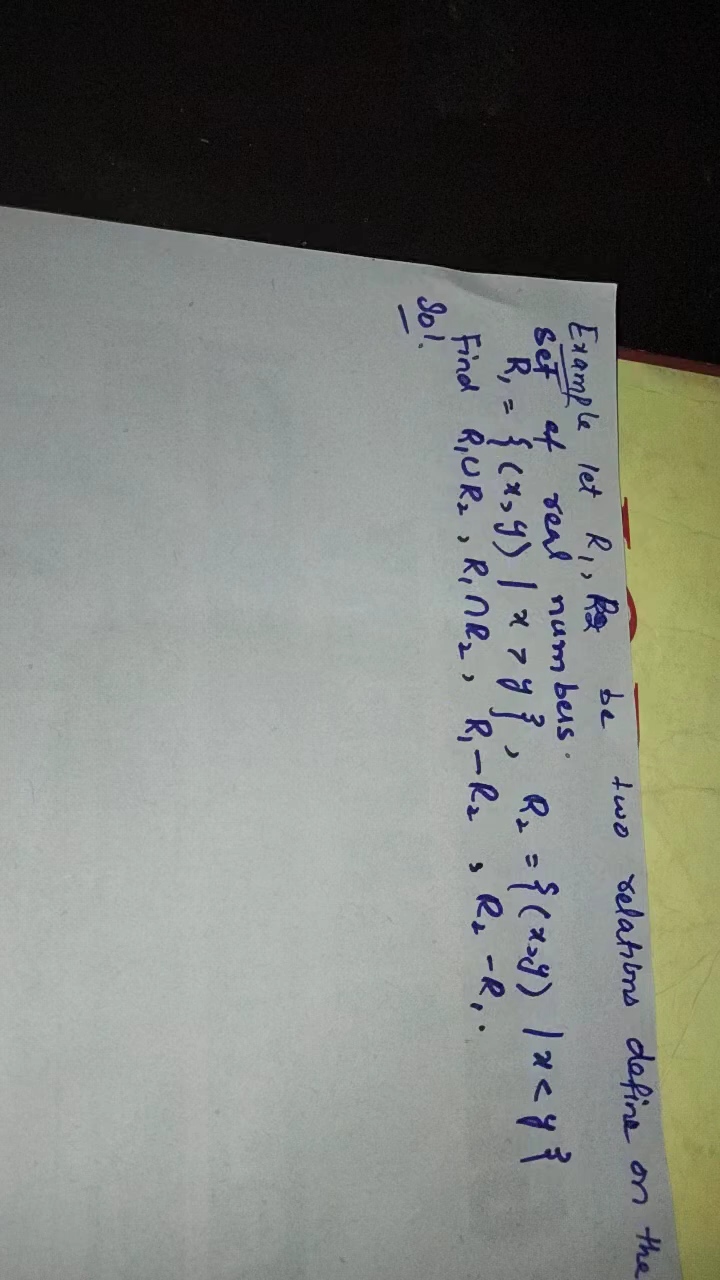 Example let R₁, R2 be two relations define on the
set of real numbers.
R₁ = {(x,y) | x > y}, R₂ = {(x,y) | x < y}
Find R₁∪R₂, R₁∩R₂, R₁-R₂, R₂-R₁.
Sol.